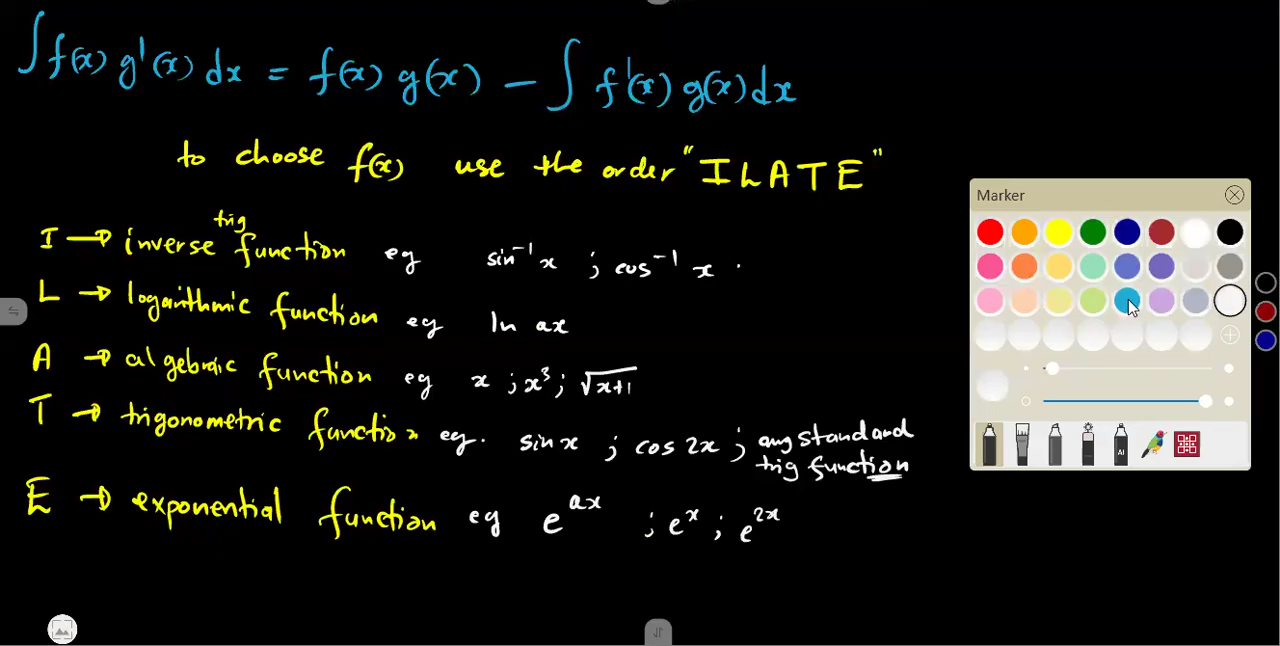 ∫f(x) g'(x) dx = f(x) g(x) - ∫ f'(x) g(x) dx
to choose f(x) use the order "ILATE"
I → inverse trig function eg sin⁻¹x ; cos⁻¹x .
L → logarithmic function eg ln ax
A → algebraic function eg x ; x³ ; √(x+1)
T → trigonometric function eg. sin x ; cos 2x ; any standard
trig function
E → exponential function eg e^(ax) ; e^x ; e^(2x)
Marker
AI